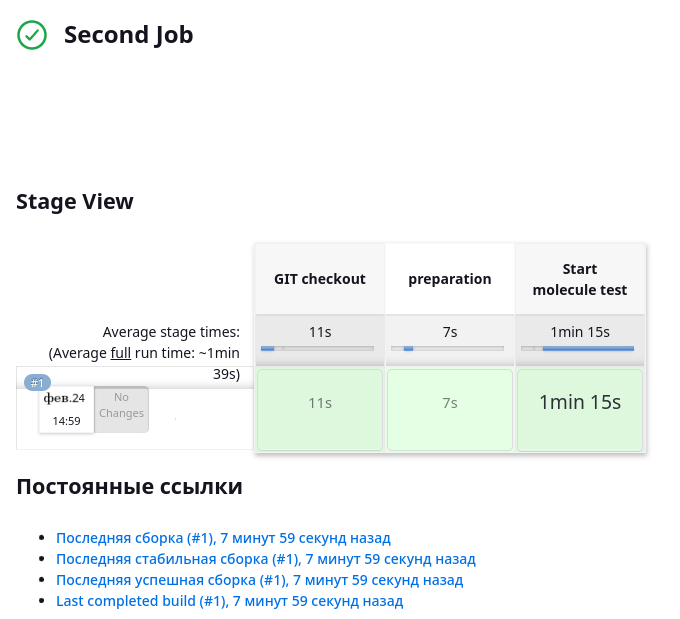 Second Job
Stage View
GIT checkout
preparation
Start
molecule test
Average stage times:
(Average full run time: ~1min
39s)
11s
7s
1min 15s
#1
фев.24
14:59
No
Changes
11s
7s
1min 15s
Постоянные ссылки
Последняя сборка (#1), 7 минут 59 секунд назад
Последняя стабильная сборка (#1), 7 минут 59 секунд назад
Последняя успешная сборка (#1), 7 минут 59 секунд назад
Last completed build (#1), 7 минут 59 секунд назад